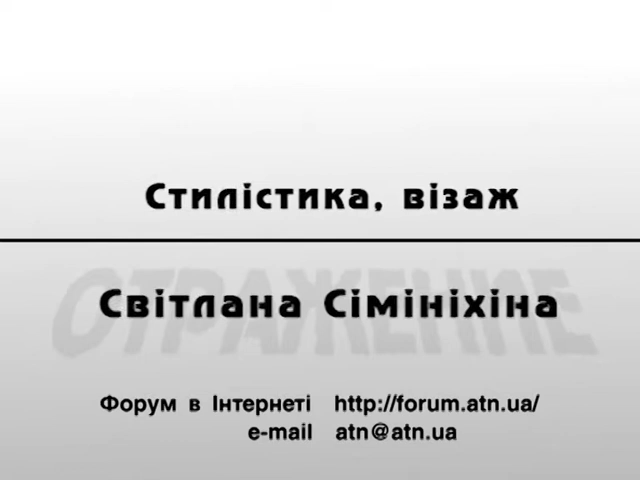 Стилістика, візаж
ОТРАЖЕНИЕ
Світлана Сімініхіна
Форум в Інтернеті http://forum.atn.ua/
e-mail atn@atn.ua